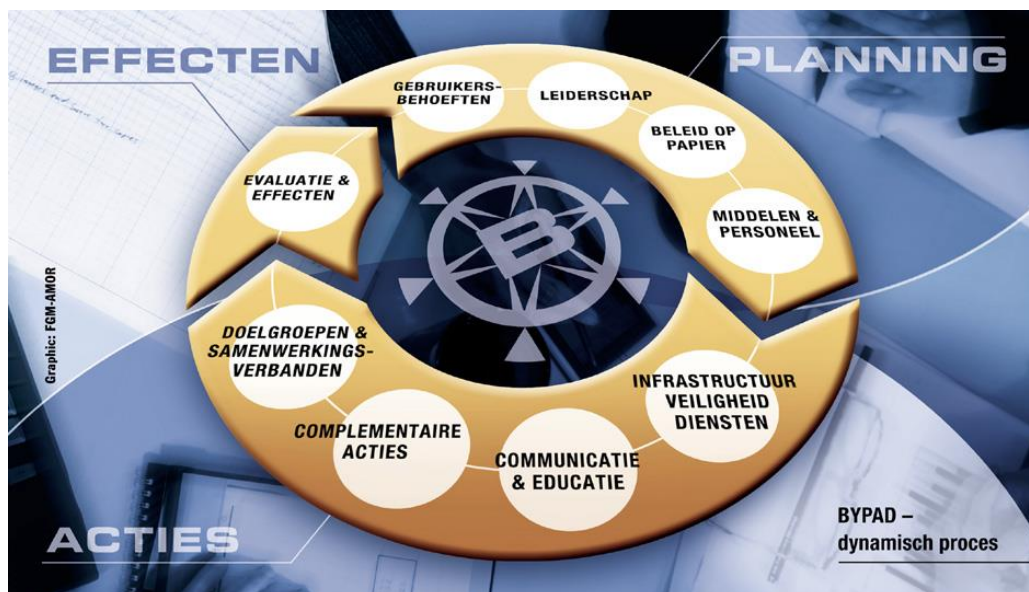 EFFECTEN
PLANNING
GEBRUIKERS-
BEHOEFTEN
LEIDERSCHAP
BELEID OP
PAPIER
MIDDELEN &
PERSONEEL
EVALUATIE &
EFFECTEN
B
DOELGROEPEN &
SAMENWERKINGS-
VERBANDEN
COMPLEMENTAIRE
ACTIES
COMMUNICATIE
& EDUCATIE
INFRASTRUCTUUR
VEILIGHEID
DIENSTEN
Graphic: FGM-AMOR
ACTIES
BYPAD –
dynamisch proces